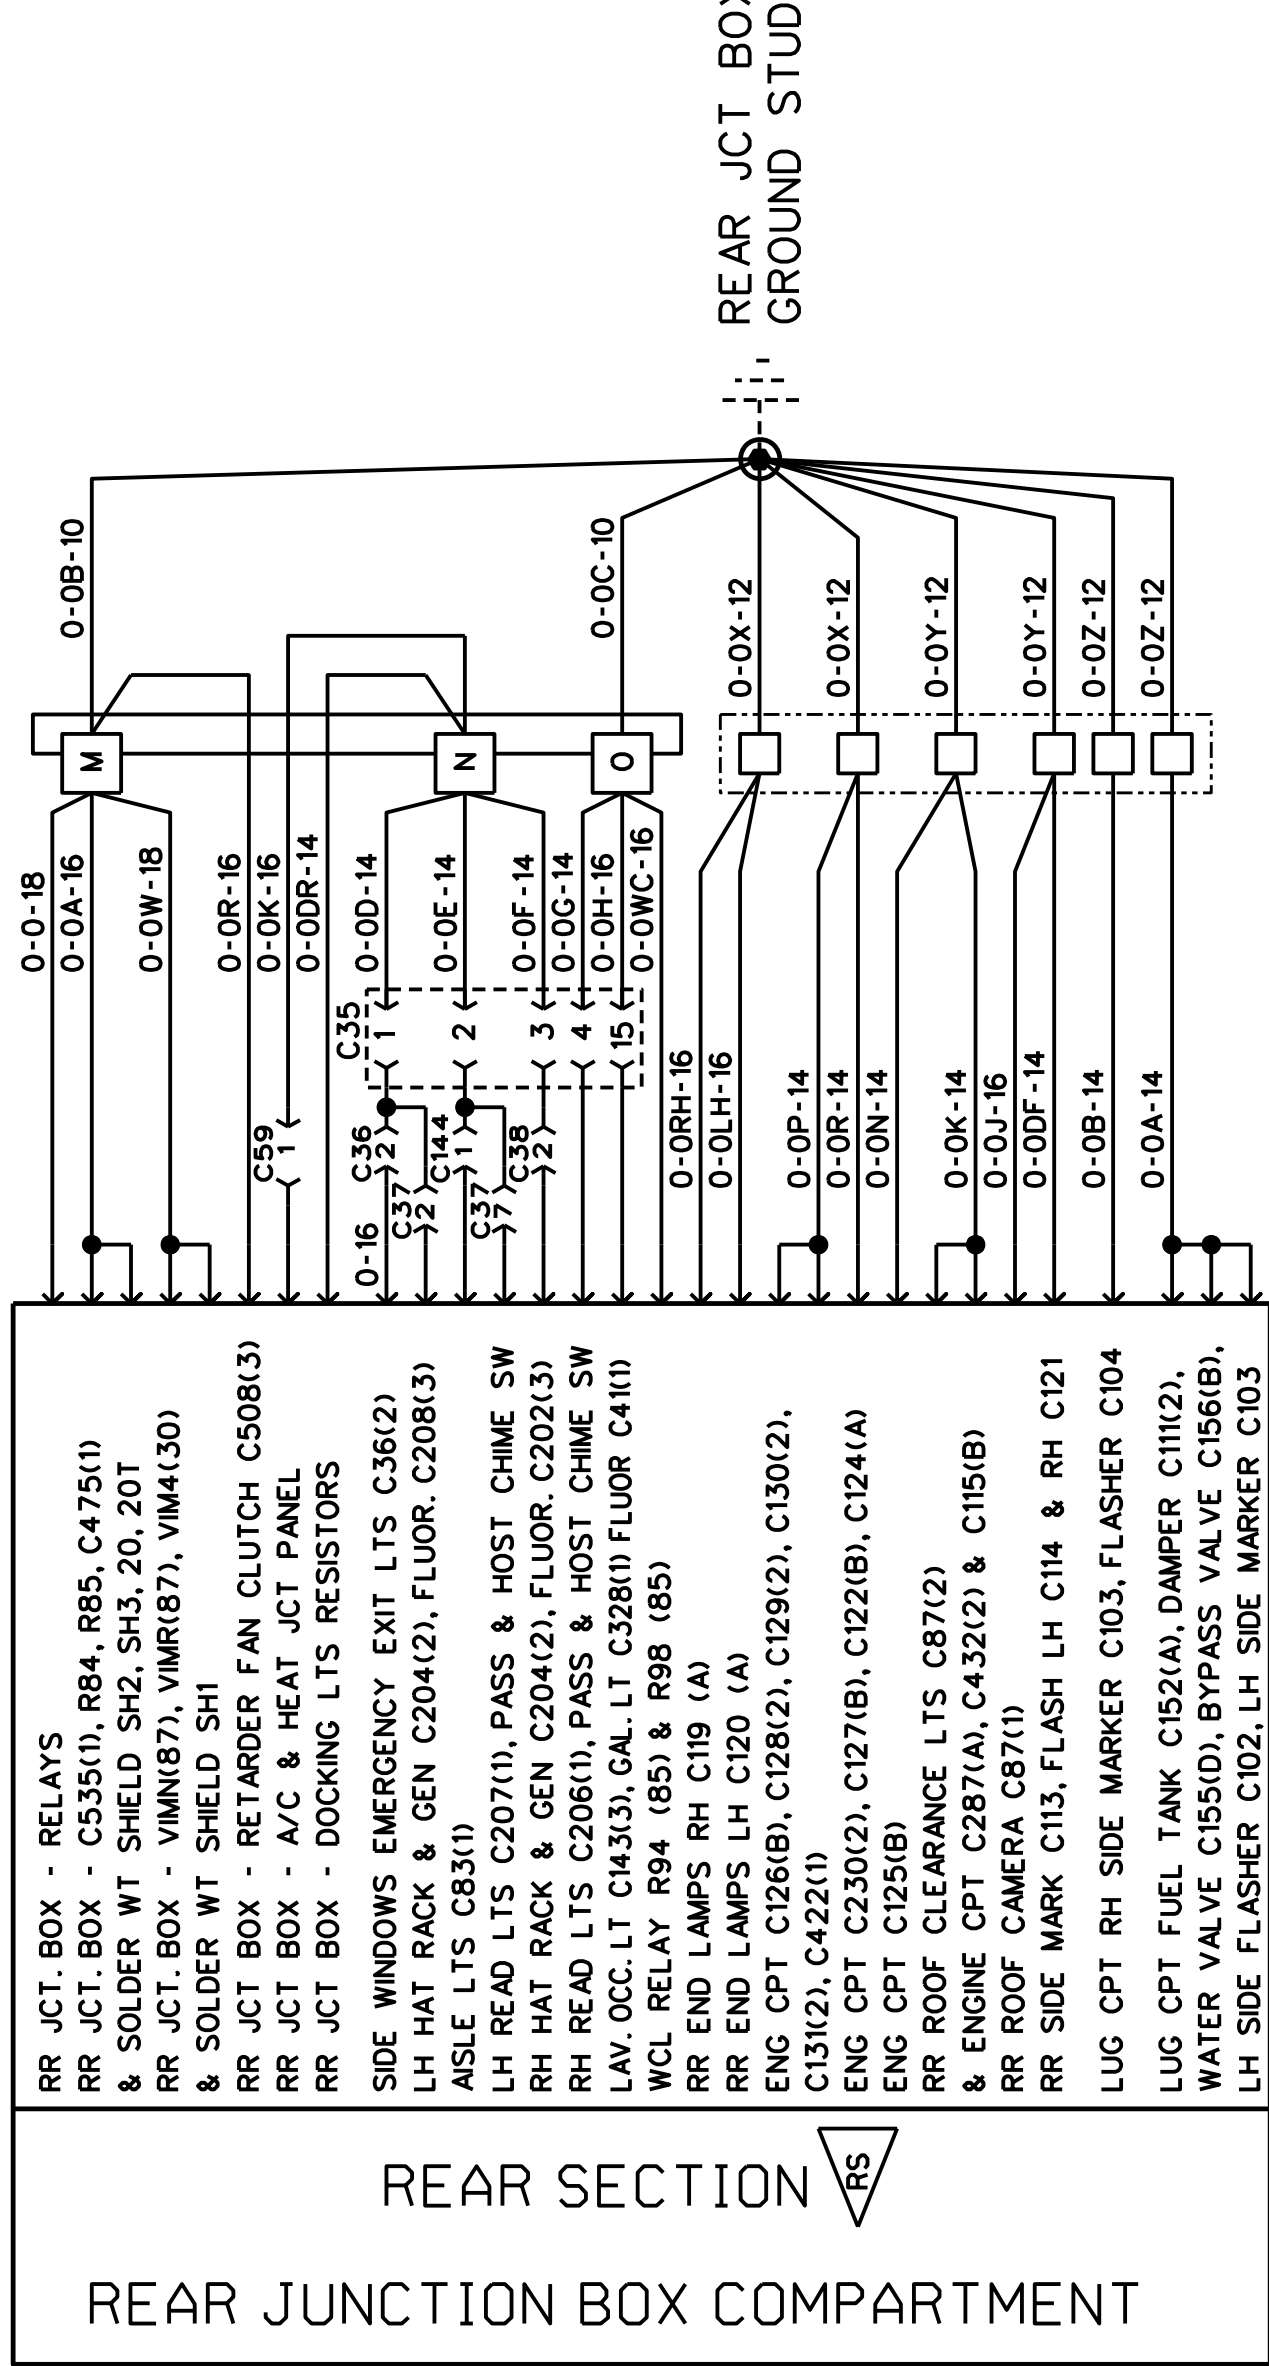 REAR JCT BOX
GROUND STUD
0-0B-10
0-0C-10
0-0X-12
0-0X-12
0-0Y-12
0-0Y-12
0-0Z-12
0-0Z-12
M
N
O
0-0-18
0-0A-16
0-0W-18
0-0R-16
0-0K-16
0-0DR-14
0-0D-14
0-0E-14
0-0F-14
0-0G-14
0-0H-16
0-0WC-16
C35
1
2
3
4
15
C59
1
C36
2
C37
2
C144
1
C37
7
C38
2
0-16
0-0RH-16
0-0LH-16
0-0P-14
0-0R-14
0-0N-14
0-0K-14
0-0J-16
0-0DF-14
0-0B-14
0-0A-14
RR JCT. BOX - RELAYS
RR JCT. BOX - C535(1), R84, R85, C475(1)
& SOLDER WT SHIELD SH2, SH3, 20, 20T
RR JCT. BOX - VIMN(87), VIMR(87), VIM4(30)
& SOLDER WT SHIELD SH1
RR JCT BOX - RETARDER FAN CLUTCH C508(3)
RR JCT BOX - A/C & HEAT JCT PANEL
RR JCT BOX - DOCKING LTS RESISTORS
SIDE WINDOWS EMERGENCY EXIT LTS C36(2)
LH HAT RACK & GEN C204(2), FLUOR. C208(3)
AISLE LTS C83(1)
LH READ LTS C207(1), PASS & HOST CHIME SW
RH HAT RACK & GEN C204(2), FLUOR. C202(3)
RH READ LTS C206(1), PASS & HOST CHIME SW
LAV. OCC. LT C143(3), GAL. LT C328(1) FLUOR C41(1)
WCL RELAY R94 (85) & R98 (85)
RR END LAMPS RH C119 (A)
RR END LAMPS LH C120 (A)
ENG CPT C126(B), C128(2), C129(2), C130(2),
C131(2), C422(1)
ENG CPT C230(2), C127(B), C122(B), C124(A)
ENG CPT C125(B)
RR ROOF CLEARANCE LTS C87(2)
& ENGINE CPT C287(A), C432(2) & C115(B)
RR ROOF CAMERA C87(1)
RR SIDE MARK C113, FLASH LH C114 & RH C121
LUG CPT RH SIDE MARKER C103, FLASHER C104
LUG CPT FUEL TANK C152(A), DAMPER C111(2),
WATER VALVE C155(D), BYPASS VALVE C156(B),
LH SIDE FLASHER C102, LH SIDE MARKER C103
REAR SECTION
RS
REAR JUNCTION BOX COMPARTMENT